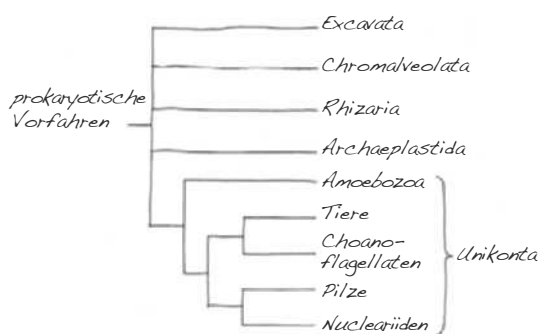 Excavata
Chromalveolata
prokaryotische
Vorfahren
Rhizaria
Archaeplastida
Amoebozoa
Tiere
Choano-
flagellaten
Unikonta
Pilze
Nucleariiden